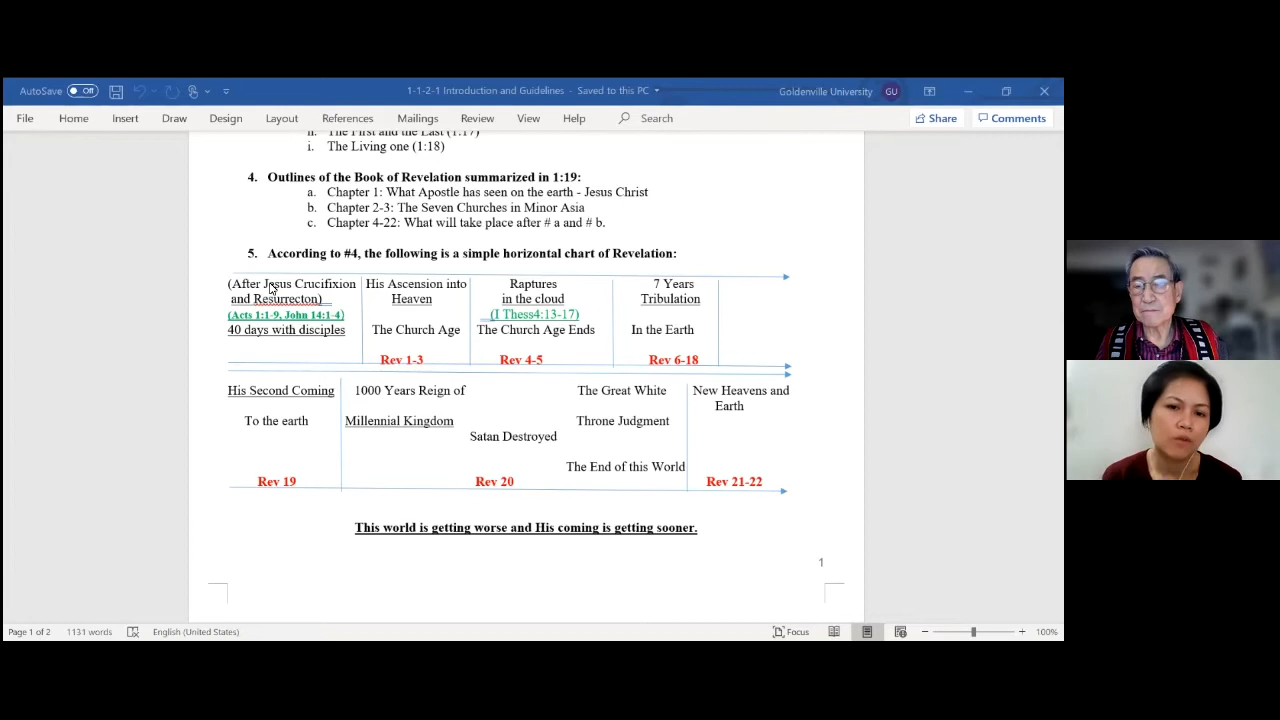 AutoSave Off 1-1-2-1 Introduction and Guidelines - Saved to this PC Goldenville University GU
File Home Insert Draw Design Layout References Mailings Review View Help Search Share Comments
h. The First and the Last (1:17)
i. The Living one (1:18)
4. Outlines of the Book of Revelation summarized in 1:19:
a. Chapter 1: What Apostle has seen on the earth - Jesus Christ
b. Chapter 2-3: The Seven Churches in Minor Asia
c. Chapter 4-22: What will take place after # a and # b.
5. According to #4, the following is a simple horizontal chart of Revelation:
(After Jesus Crucifixion His Ascension into Raptures 7 Years
and Resurrecton) Heaven in the cloud Tribulation
(Acts 1:1-9, John 14:1-4) (I Thess4:13-17)
40 days with disciples The Church Age The Church Age Ends In the Earth
Rev 1-3 Rev 4-5 Rev 6-18
His Second Coming 1000 Years Reign of The Great White New Heavens and
Earth
To the earth Millennial Kingdom Throne Judgment
Satan Destroyed
The End of this World
Rev 19 Rev 20 Rev 21-22
This world is getting worse and His coming is getting sooner.
1
Page 1 of 2 1131 words English (United States) Focus 100%